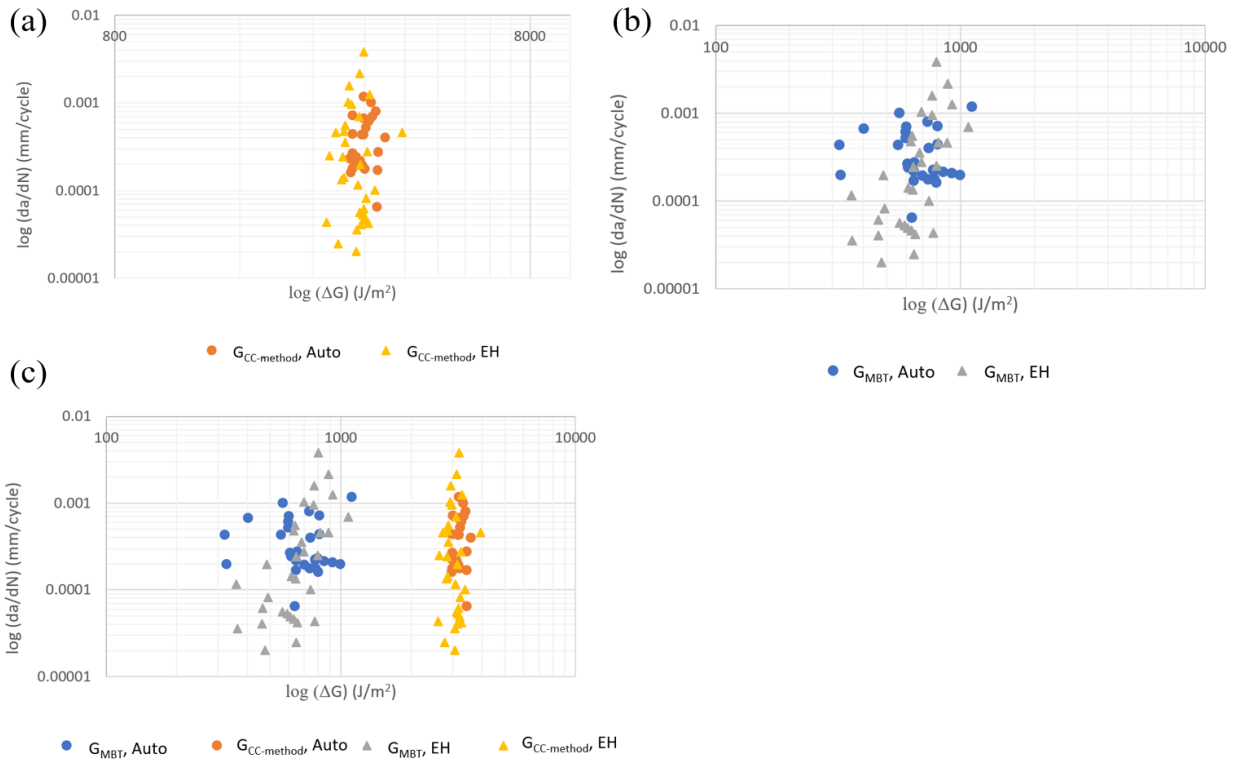 (a)
0.01
800
8000
0.001
0.0001
0.00001
log (da/dN) (mm/cycle)
log (ΔG) (J/m²)
G_CC-method, Auto
G_CC-method, EH
(b)
0.01
100
1000
10000
0.001
0.0001
0.00001
log (da/dN) (mm/cycle)
log (ΔG) (J/m²)
G_MBT, Auto
G_MBT, EH
(c)
0.01
100
1000
10000
0.001
0.0001
0.00001
log (da/dN) (mm/cycle)
log (ΔG) (J/m²)
G_MBT, Auto
G_CC-method, Auto
G_MBT, EH
G_CC-method, EH